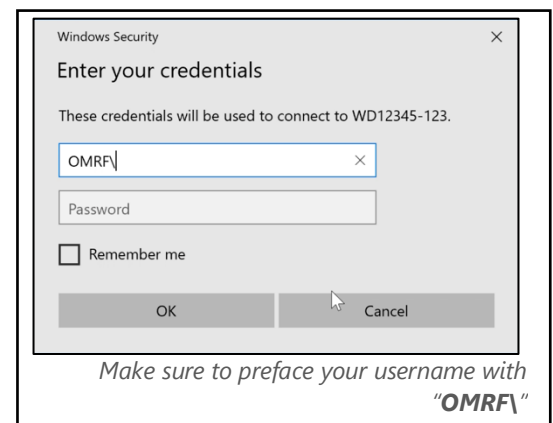 Windows Security
Enter your credentials
These credentials will be used to connect to WD12345-123.
OMRF\
Password
Remember me
OK Cancel
Make sure to preface your username with
“OMRF\”